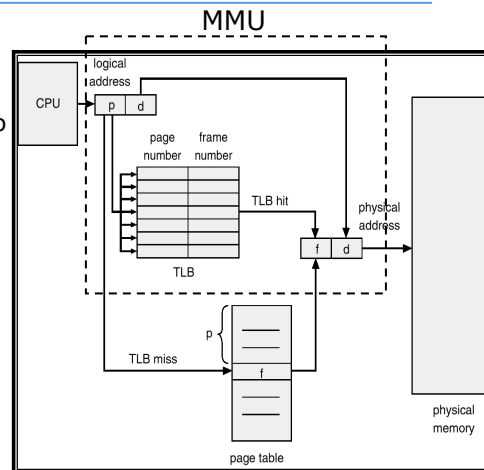 MMU
logical
address
CPU
p d
page frame
number number
TLB hit
physical
address
f d
TLB
p
TLB miss
f
physical
memory
page table